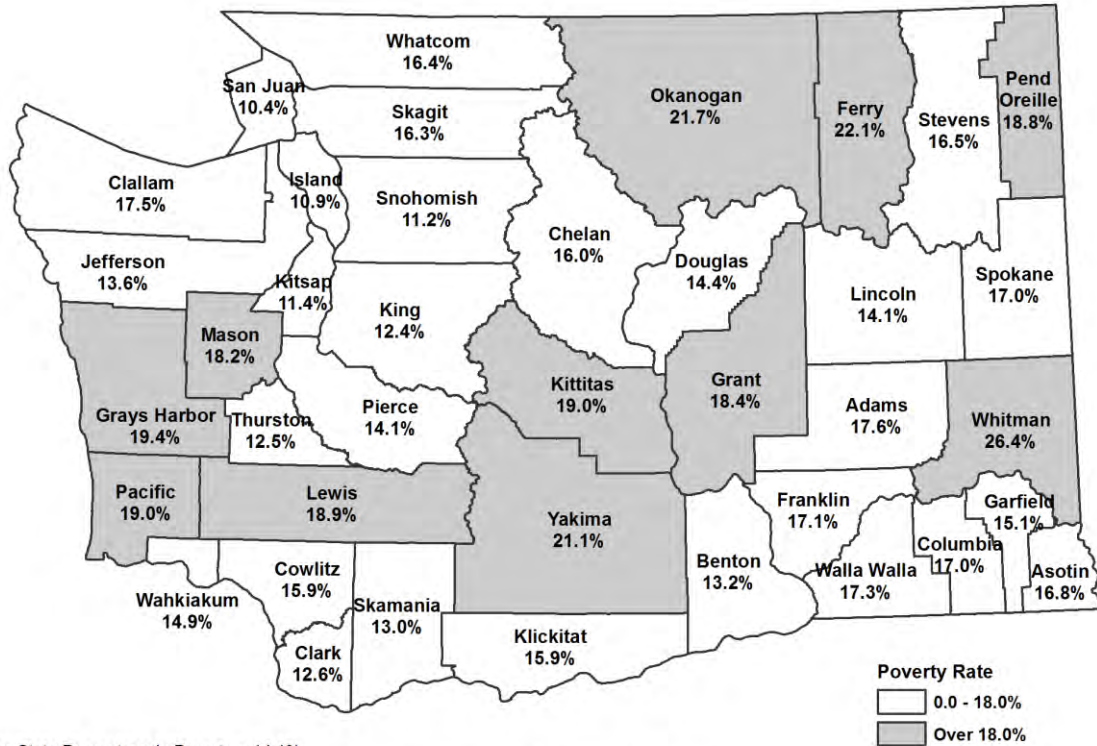 Whatcom
16.4%
San Juan
10.4%
Skagit
16.3%
Okanogan
21.7%
Ferry
22.1%
Stevens
16.5%
Pend
Oreille
18.8%
Clallam
17.5%
Island
10.9%
Snohomish
11.2%
Chelan
16.0%
Douglas
14.4%
Jefferson
13.6%
Kitsap
11.4%
King
12.4%
Lincoln
14.1%
Spokane
17.0%
Mason
18.2%
Kittitas
19.0%
Grant
18.4%
Grays Harbor
19.4%
Thurston
12.5%
Pierce
14.1%
Adams
17.6%
Whitman
26.4%
Pacific
19.0%
Lewis
18.9%
Yakima
21.1%
Franklin
17.1%
Garfield
15.1%
Benton
13.2%
Walla Walla
17.3%
Columbia
17.0%
Asotin
16.8%
Wahkiakum
14.9%
Cowlitz
15.9%
Skamania
13.0%
Clark
12.6%
Klickitat
15.9%
Poverty Rate
0.0 - 18.0%
Over 18.0%